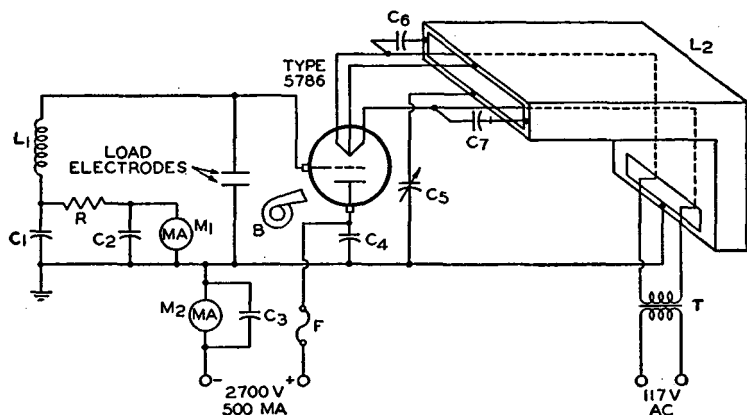 C6
L2
TYPE
5786
C7
L1
LOAD
ELECTRODES
C5
R
M1
MA
B
C1
C2
C4
M2
MA
C3
F
T
- 2700 V +
500 MA
117 V
AC